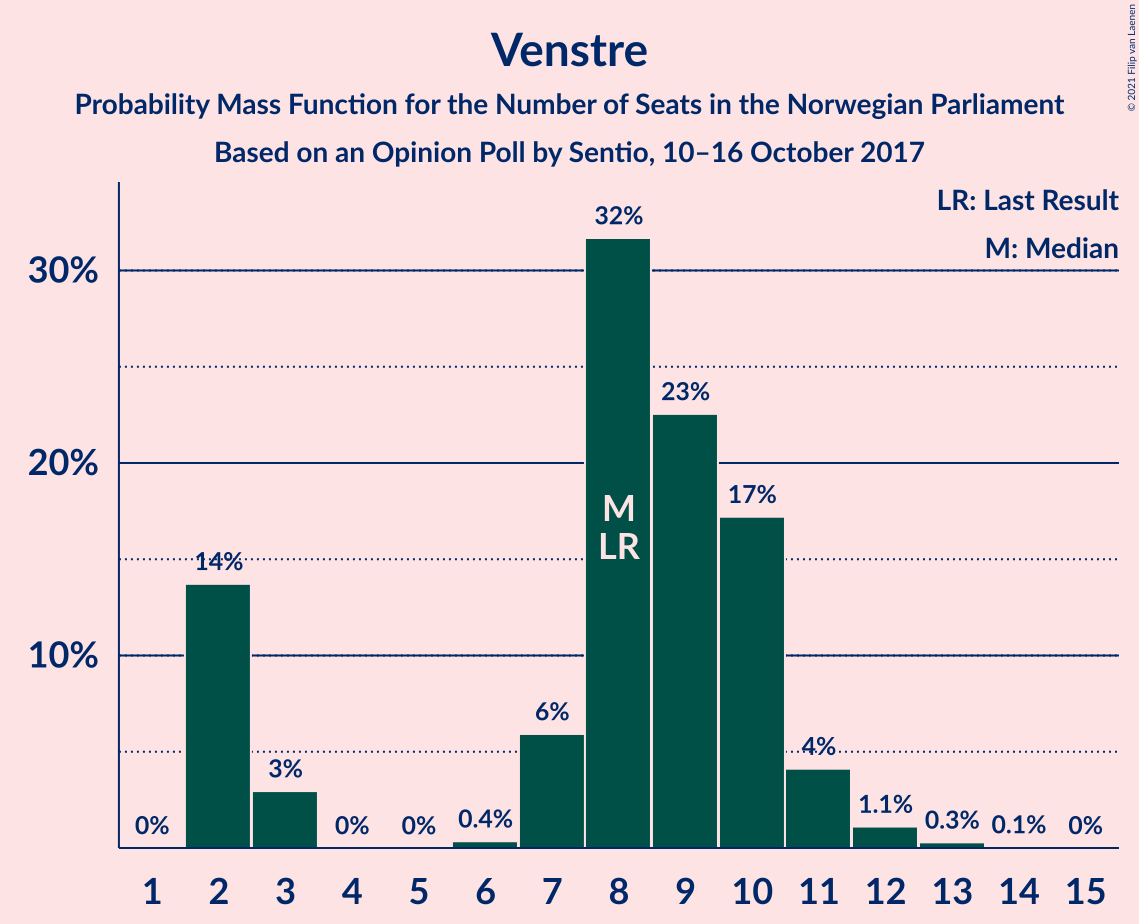 © 2021 Filip van Laenen
Venstre
Probability Mass Function for the Number of Seats in the Norwegian Parliament
Based on an Opinion Poll by Sentio, 10–16 October 2017
LR: Last Result
M: Median
30%
20%
10%
0%
14%
3%
0%
0%
0.4%
6%
32%
23%
17%
4%
1.1%
0.3%
0.1%
0%
M
LR
1 2 3 4 5 6 7 8 9 10 11 12 13 14 15